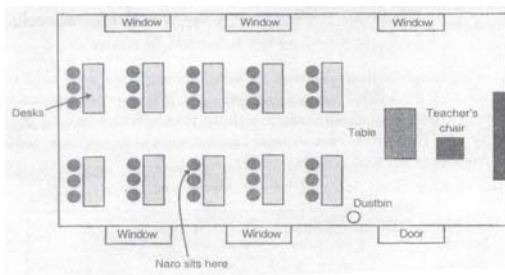 Window Window Window
Desks
Table
Teacher's
chair
Dustbin
Window Window Door
Naro sits here